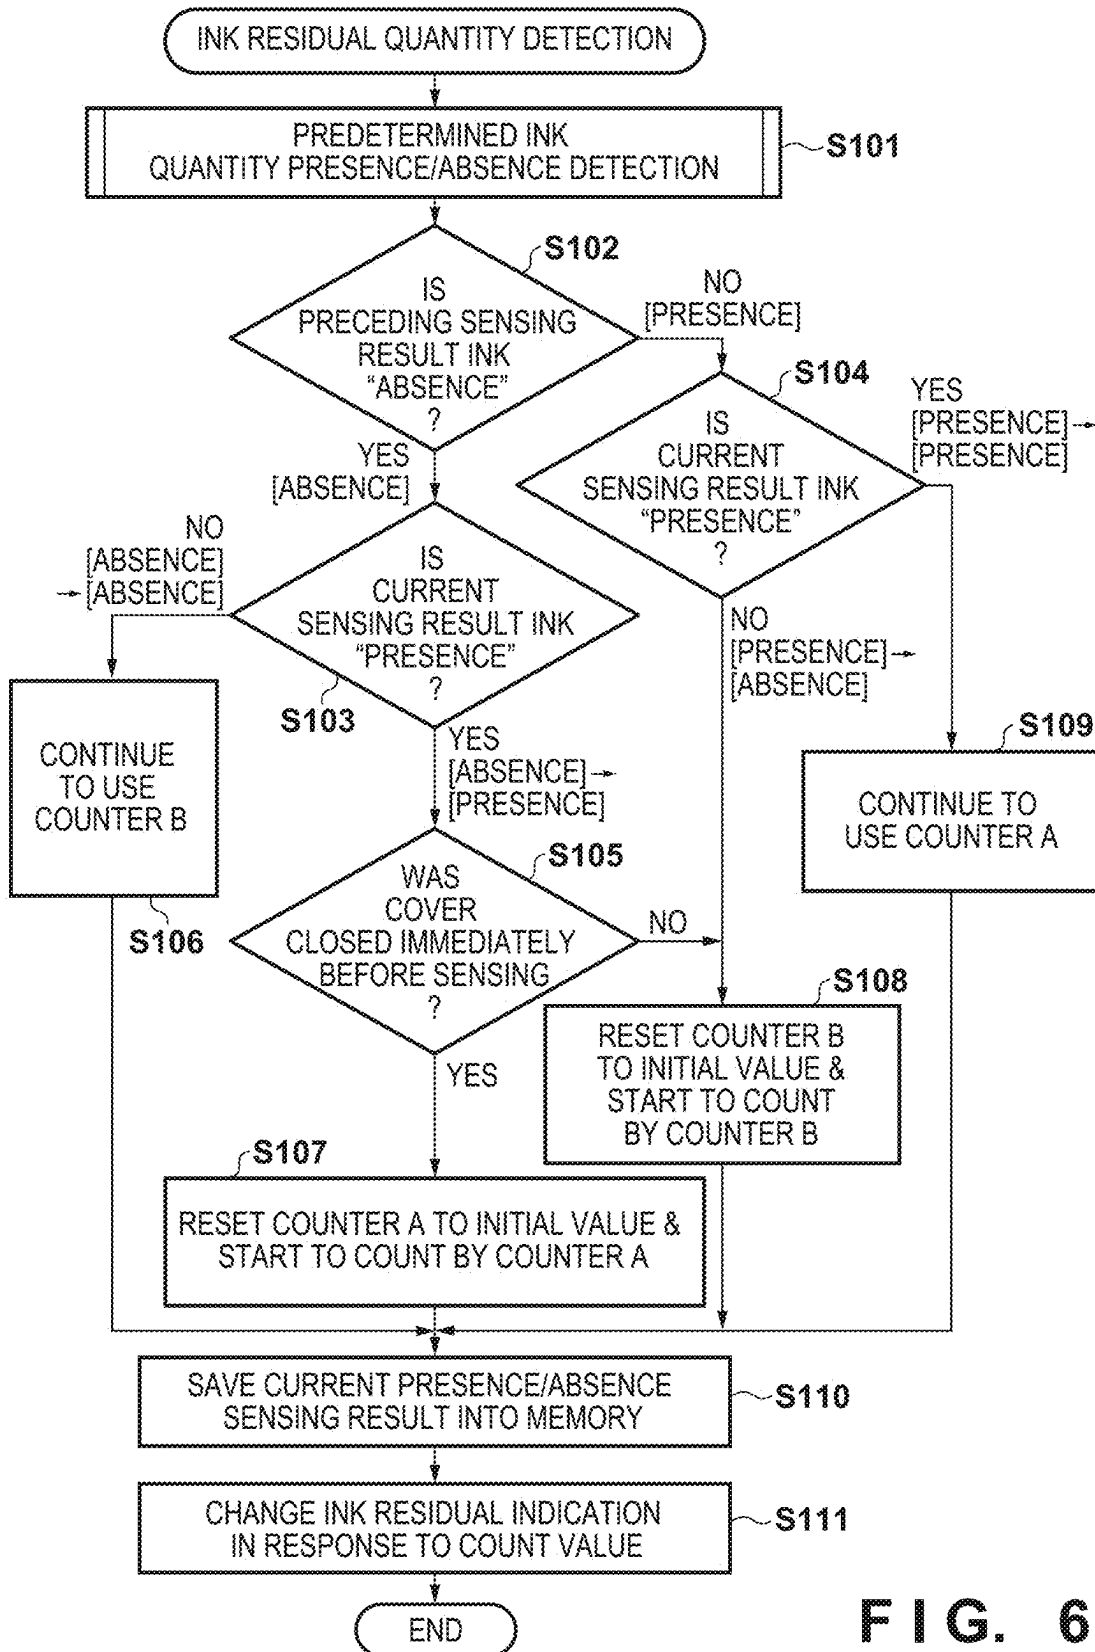 INK RESIDUAL QUANTITY DETECTION
PREDETERMINED INK
QUANTITY PRESENCE/ABSENCE DETECTION
S101
S102
IS
PRECEDING SENSING
RESULT INK
“ABSENCE”
?
NO
[PRESENCE]
YES
[ABSENCE]
S104
IS
CURRENT
SENSING RESULT INK
“PRESENCE”
?
YES
[PRESENCE]→
[PRESENCE]
NO
[ABSENCE]
→[ABSENCE]
IS
CURRENT
SENSING RESULT INK
“PRESENCE”
?
S103
NO
[PRESENCE]→
[ABSENCE]
YES
[ABSENCE]→
[PRESENCE]
CONTINUE
TO USE
COUNTER B
S106
S109
CONTINUE TO
USE COUNTER A
S105
WAS
COVER
CLOSED IMMEDIATELY
BEFORE SENSING
?
NO
YES
S108
RESET COUNTER B
TO INITIAL VALUE &
START TO COUNT
BY COUNTER B
S107
RESET COUNTER A TO INITIAL VALUE &
START TO COUNT BY COUNTER A
SAVE CURRENT PRESENCE/ABSENCE
SENSING RESULT INTO MEMORY
S110
CHANGE INK RESIDUAL INDICATION
IN RESPONSE TO COUNT VALUE
S111
END
FIG. 6